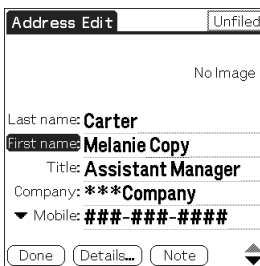 Address Edit Unfiled
No Image
Last name: Carter
First name: Melanie Copy
Title: Assistant Manager
Company: ***Company
Mobile: ###-###-####
Done Details... Note